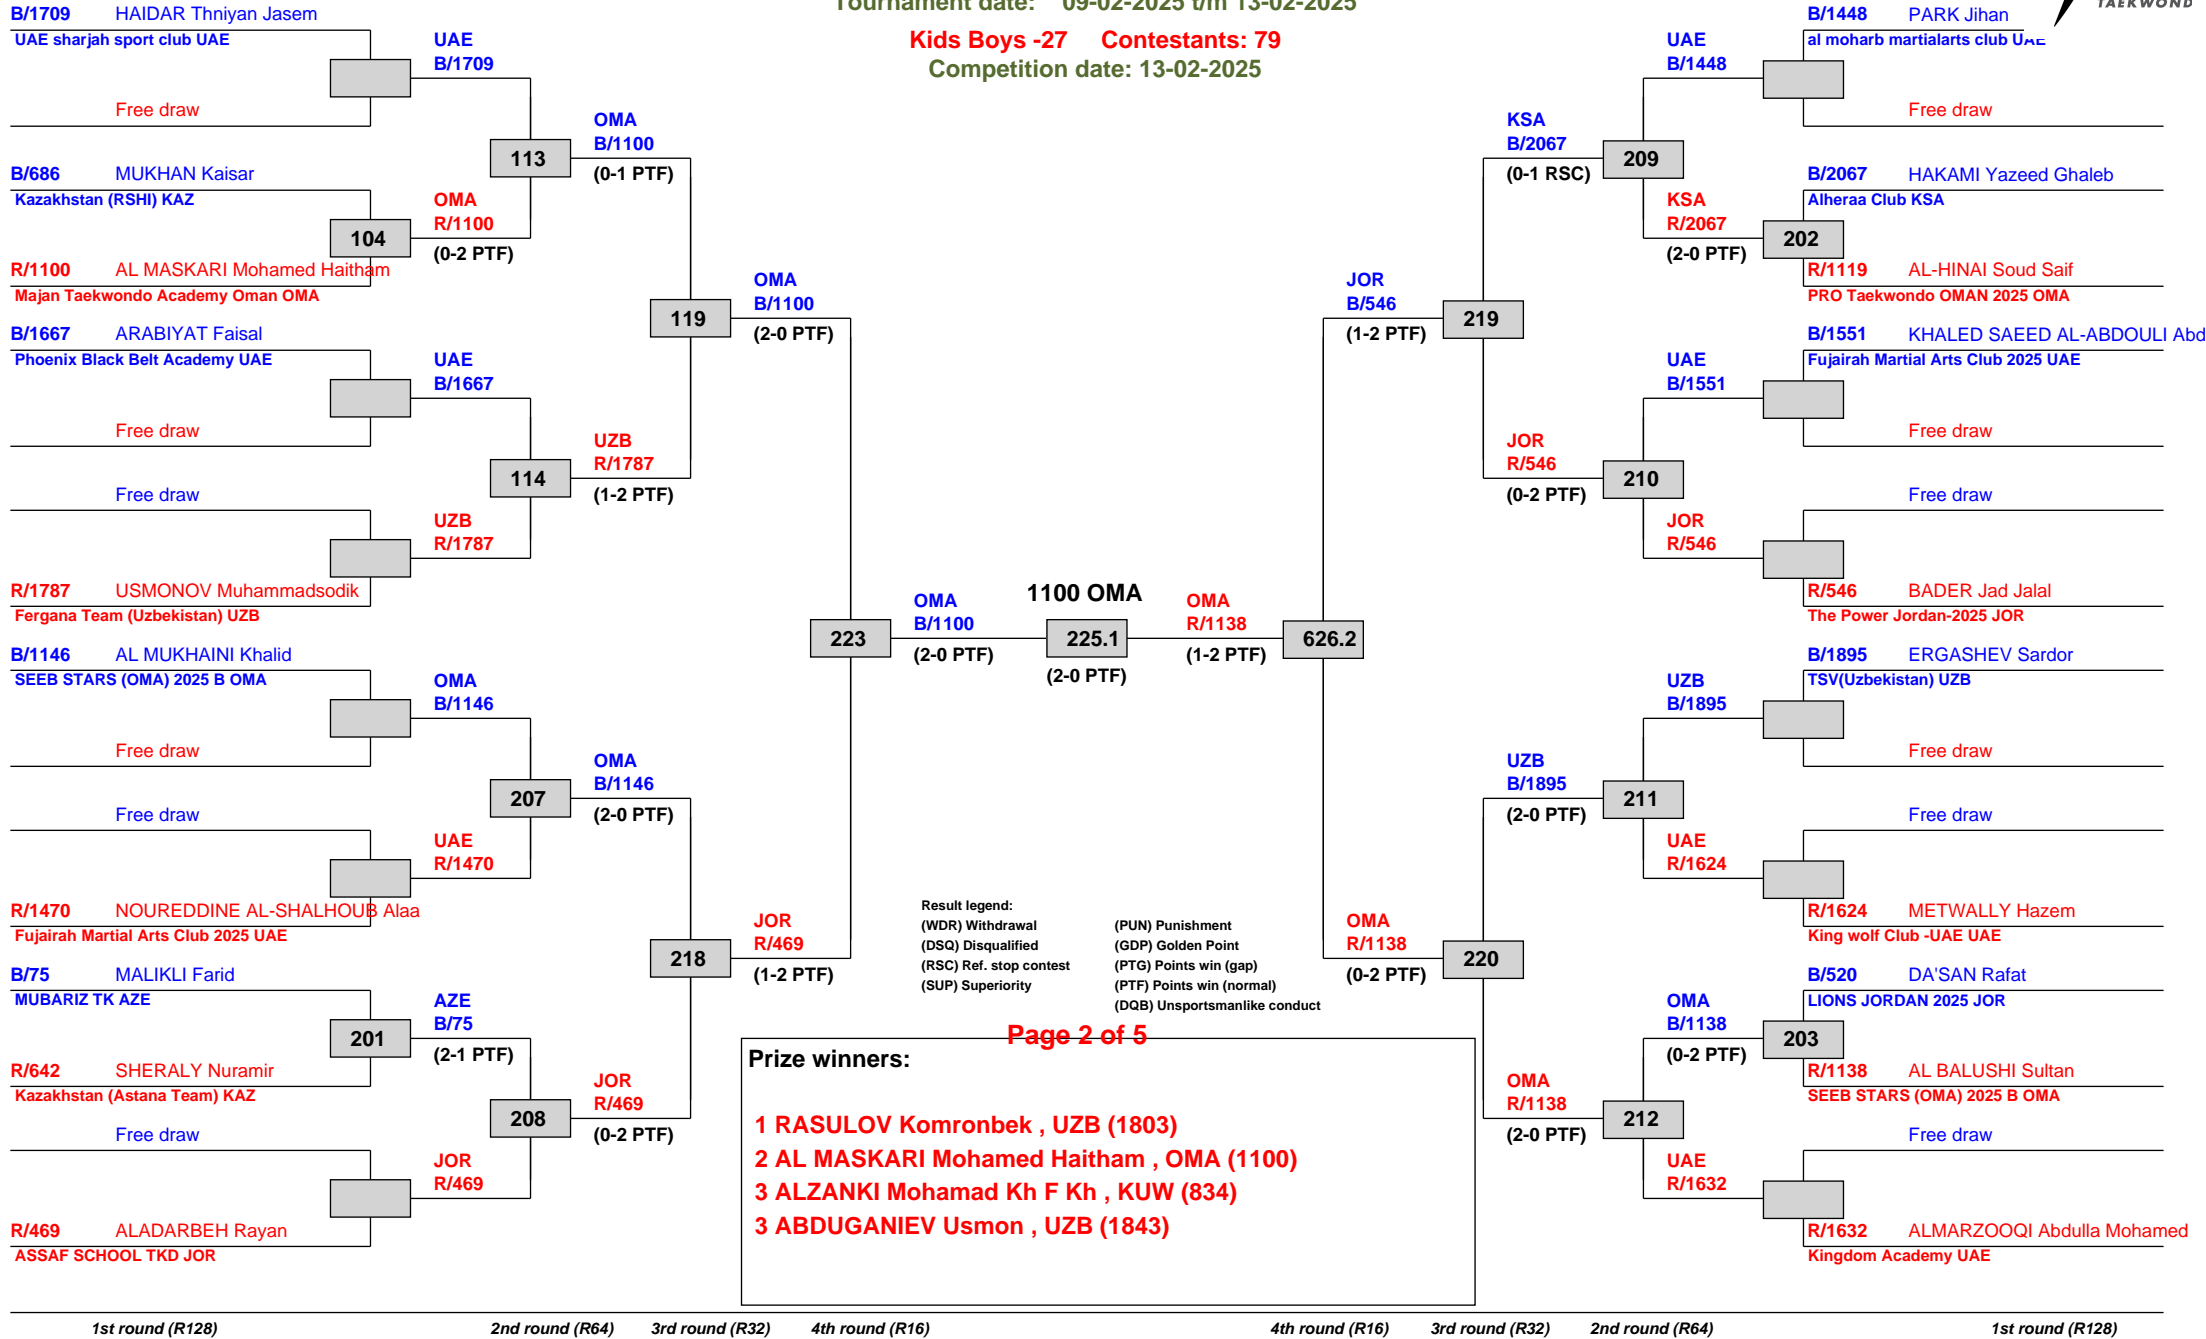 Tournament date: 09-02-2025 t/m 13-02-2025
TAEKWOND
Kids Boys -27 Contestants: 79
Competition date: 13-02-2025
B/1709 HAIDAR Thniyan Jasem
UAE sharjah sport club UAE
Free draw
B/686 MUKHAN Kaisar
Kazakhstan (RSHI) KAZ
104
R/1100 AL MASKARI Mohamed Haitham
Majan Taekwondo Academy Oman OMA
B/1667 ARABIYAT Faisal
Phoenix Black Belt Academy UAE
Free draw
Free draw
R/1787 USMONOV Muhammadsodik
Fergana Team (Uzbekistan) UZB
B/1146 AL MUKHAINI Khalid
SEEB STARS (OMA) 2025 B OMA
Free draw
Free draw
R/1470 NOUREDDINE AL-SHALHOUB Alaa
Fujairah Martial Arts Club 2025 UAE
B/75 MALIKLI Farid
MUBARIZ TK AZE
201
R/642 SHERALY Nuramir
Kazakhstan (Astana Team) KAZ
Free draw
R/469 ALADARBEH Rayan
ASSAF SCHOOL TKD JOR
UAE
B/1709
113
OMA
R/1100
(0-2 PTF)
UAE
B/1667
114
UZB
R/1787
OMA
B/1146
207
UAE
R/1470
AZE
B/75
(2-1 PTF)
208
JOR
R/469
OMA
B/1100
(0-1 PTF)
119
UZB
R/1787
(1-2 PTF)
OMA
B/1146
(2-0 PTF)
218
JOR
R/469
(0-2 PTF)
OMA
B/1100
(2-0 PTF)
223
JOR
R/469
(1-2 PTF)
OMA
B/1100
(2-0 PTF)
1100 OMA
225.1
(2-0 PTF)
OMA
R/1138
(1-2 PTF)
626.2
JOR
B/546
(1-2 PTF)
OMA
R/1138
(0-2 PTF)
KSA
B/2067
(0-1 RSC)
219
JOR
R/546
(0-2 PTF)
UZB
B/1895
(2-0 PTF)
220
OMA
R/1138
(2-0 PTF)
UAE
B/1448
209
KSA
R/2067
(2-0 PTF)
UAE
B/1551
210
JOR
R/546
UZB
B/1895
211
UAE
R/1624
OMA
B/1138
(0-2 PTF)
212
UAE
R/1632
B/1448 PARK Jihan
al moharb martialarts club UAE
Free draw
B/2067 HAKAMI Yazeed Ghaleb
Alheraa Club KSA
202
R/1119 AL-HINAI Soud Saif
PRO Taekwondo OMAN 2025 OMA
B/1551 KHALED SAEED AL-ABDOULI Abd
Fujairah Martial Arts Club 2025 UAE
Free draw
Free draw
R/546 BADER Jad Jalal
The Power Jordan-2025 JOR
B/1895 ERGASHEV Sardor
TSV(Uzbekistan) UZB
Free draw
Free draw
R/1624 METWALLY Hazem
King wolf Club -UAE UAE
B/520 DA'SAN Rafat
LIONS JORDAN 2025 JOR
203
R/1138 AL BALUSHI Sultan
SEEB STARS (OMA) 2025 B OMA
Free draw
R/1632 ALMARZOOQI Abdulla Mohamed
Kingdom Academy UAE
Result legend:
(WDR) Withdrawal (PUN) Punishment
(DSQ) Disqualified (GDP) Golden Point
(RSC) Ref. stop contest (PTG) Points win (gap)
(SUP) Superiority (PTF) Points win (normal)
(DQB) Unsportsmanlike conduct
Page 2 of 5
Prize winners:
1 RASULOV Komronbek , UZB (1803)
2 AL MASKARI Mohamed Haitham , OMA (1100)
3 ALZANKI Mohamad Kh F Kh , KUW (834)
3 ABDUGANIEV Usmon , UZB (1843)
1st round (R128) 2nd round (R64) 3rd round (R32) 4th round (R16) 4th round (R16) 3rd round (R32) 2nd round (R64) 1st round (R128)